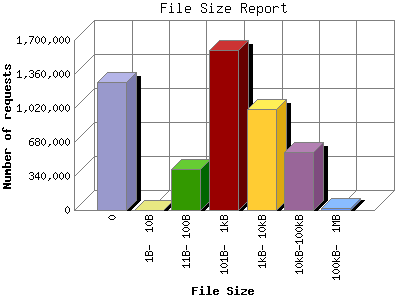 File Size Report
Number of requests
1,700,000
1,360,000
1,020,000
680,000
340,000
0
0
1B- 10B
11B- 100B
101B- 1kB
1kB- 10kB
10kB-100kB
100kB- 1MB
File Size